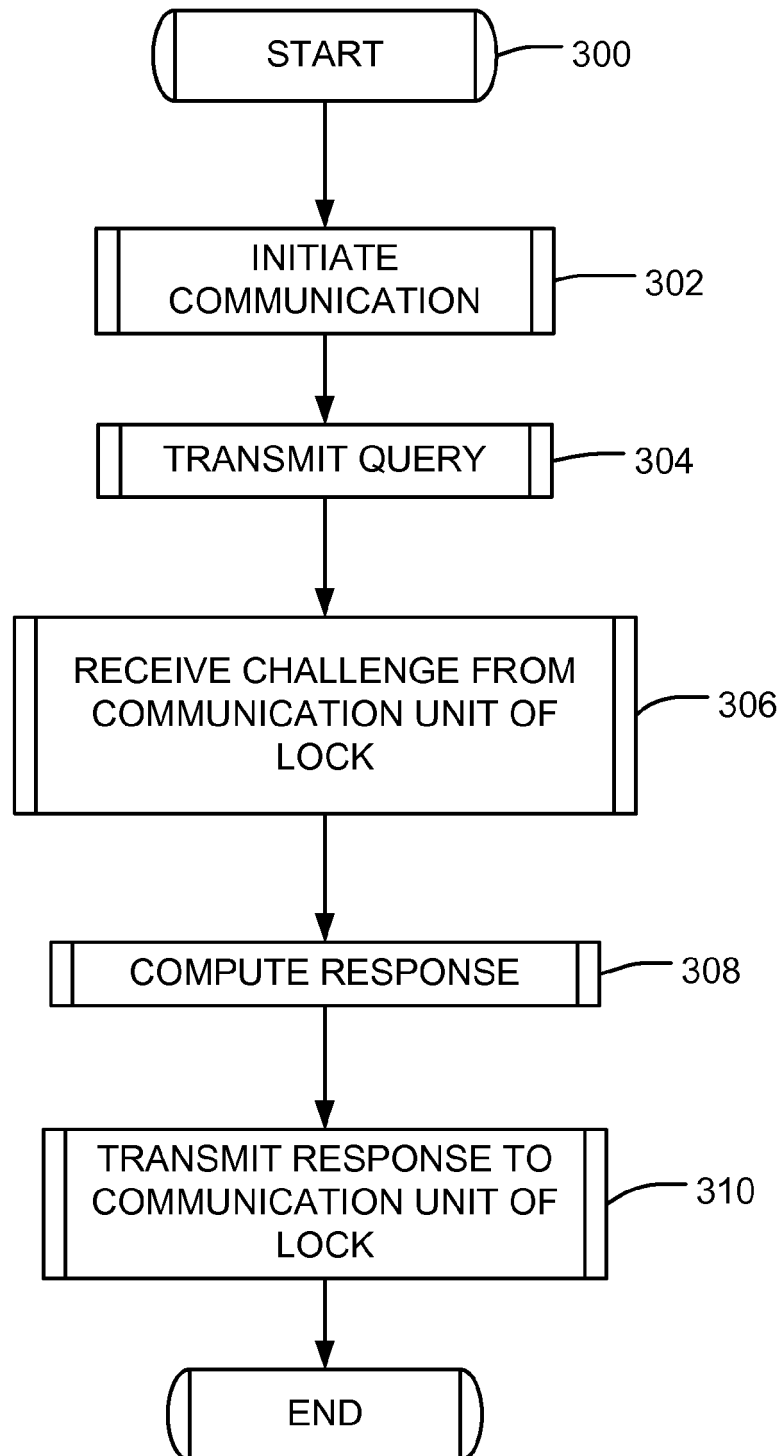 START
300
INITIATE
COMMUNICATION
302
TRANSMIT QUERY
304
RECEIVE CHALLENGE FROM
COMMUNICATION UNIT OF
LOCK
306
COMPUTE RESPONSE
308
TRANSMIT RESPONSE TO
COMMUNICATION UNIT OF
LOCK
310
END